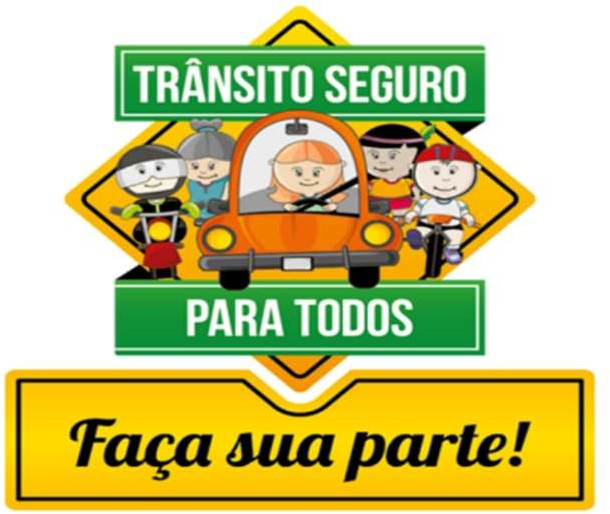 TRÂNSITO SEGURO
PARA TODOS
Faça sua parte!